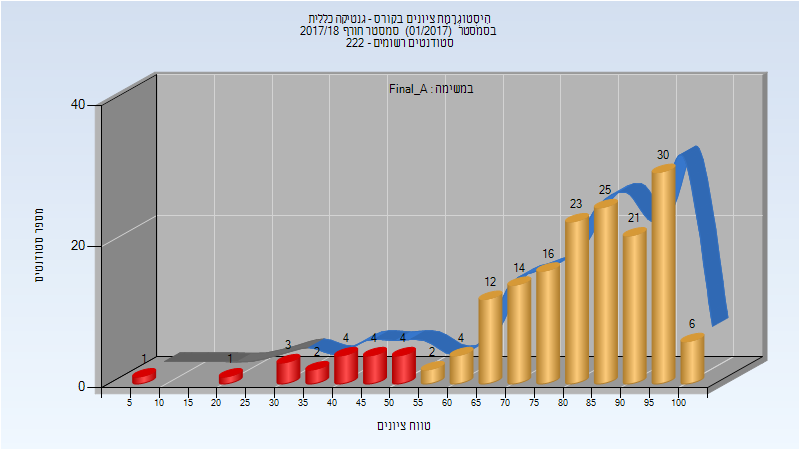 היסטוגרמת ציונים בקורס - גנטיקה כללית
בסמסטר (01/2017) סמסטר חורף 2017/18
סטודנטים רשומים - 222
במשימה : Final_A
מספר סטודנטים
40
20
0
1
1
3
2
4
4
4
2
4
12
14
16
23
25
21
30
6
5 10 15 20 25 30 35 40 45 50 55 60 65 70 75 80 85 90 95 100
טווח ציונים